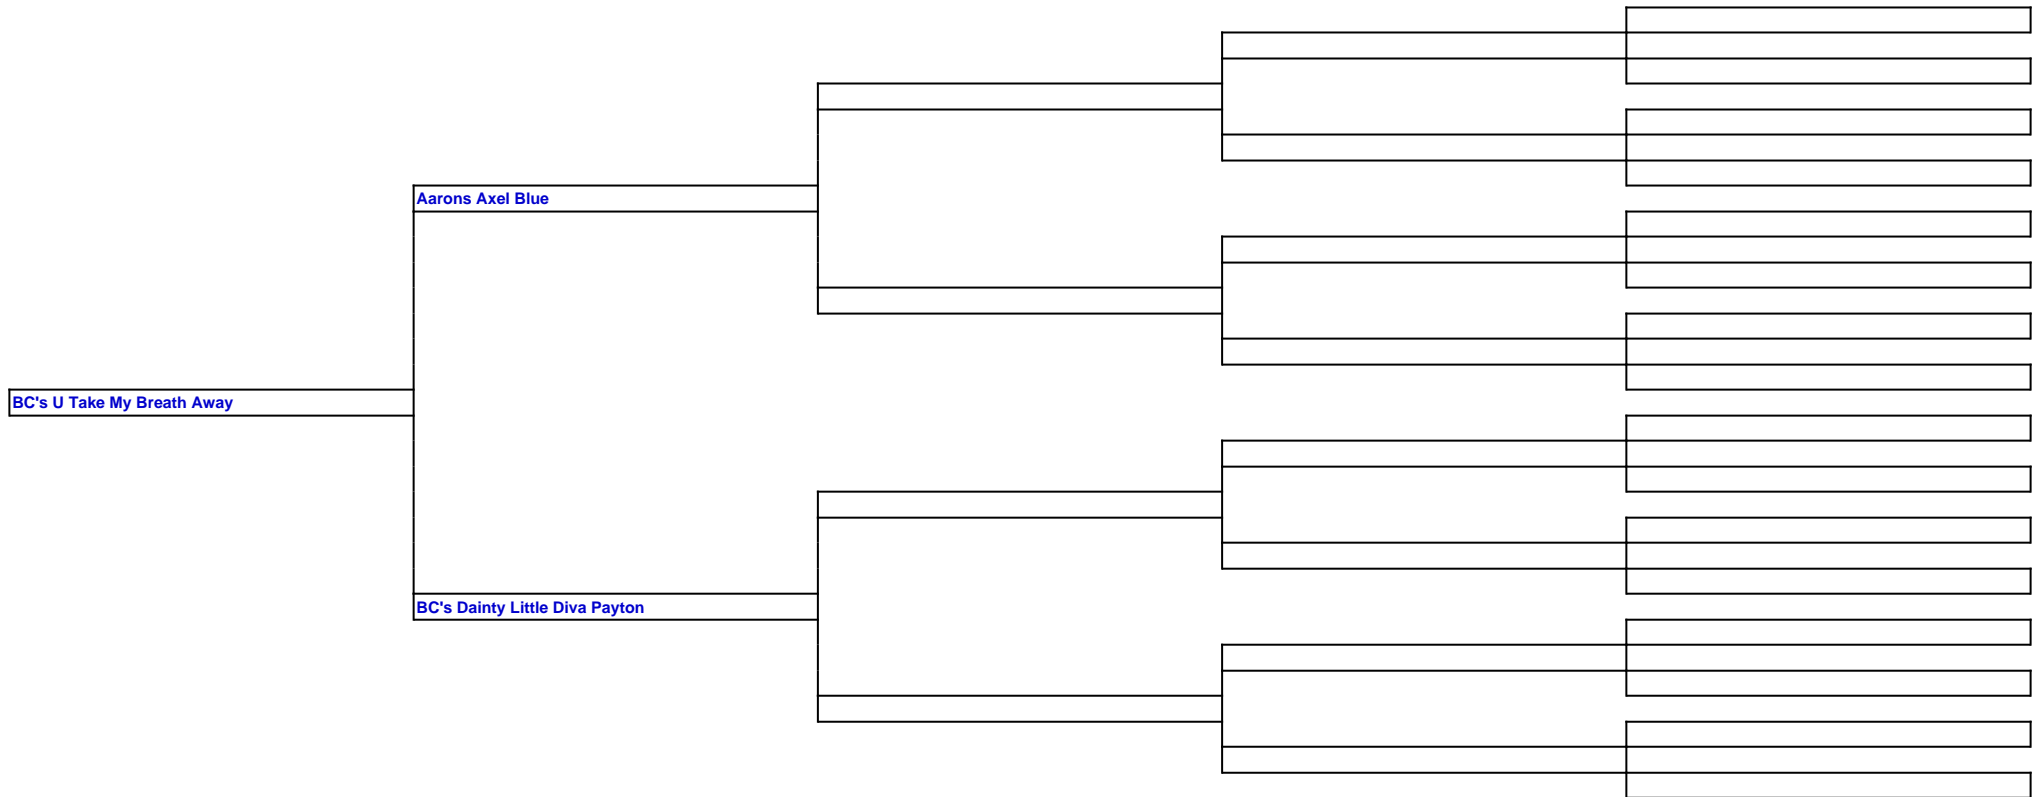 Aarons Axel Blue
BC's U Take My Breath Away
BC's Dainty Little Diva Payton